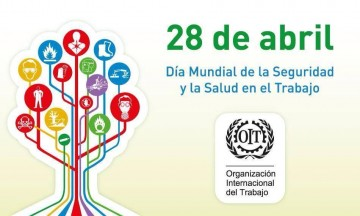 28 de abril
Día Mundial de la Seguridad
y la Salud en el Trabajo
OIT
Organización
Internacional
del Trabajo